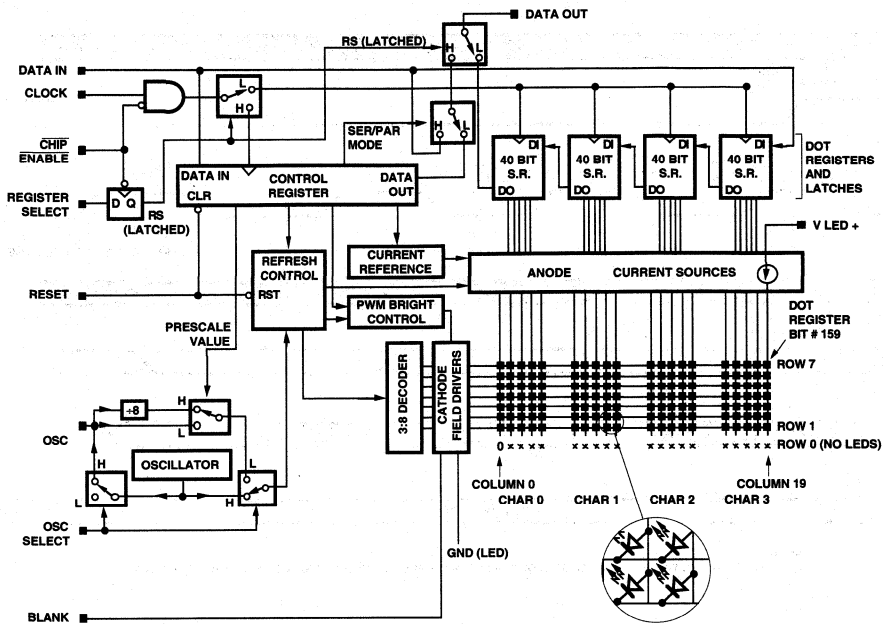 DATA OUT
RS (LATCHED)
H
L
DATA IN
CLOCK
L
H
SER/PAR
MODE
H
L
CHIP
ENABLE
DI
40 BIT
S.R.
DO
DI
40 BIT
S.R.
DO
DI
40 BIT
S.R.
DO
DI
40 BIT
S.R.
DO
DOT
REGISTERS
AND
LATCHES
DATA IN
CONTROL
REGISTER
DATA
OUT
CLR
REGISTER
SELECT
D Q
RS
(LATCHED)
V LED +
REFRESH
CONTROL
RST
CURRENT
REFERENCE
ANODE CURRENT SOURCES
RESET
PWM BRIGHT
CONTROL
DOT
REGISTER
BIT # 159
PRESCALE
VALUE
3:8 DECODER
CATHODE
FIELD DRIVERS
ROW 7
÷8
H
L
OSC
ROW 1
ROW 0 (NO LEDS)
0 × × × × × × × × × × × × × × × × × × ×
OSCILLATOR
H
L
L
H
COLUMN 0
COLUMN 19
CHAR 0
CHAR 1
CHAR 2
CHAR 3
OSC
SELECT
GND (LED)
BLANK